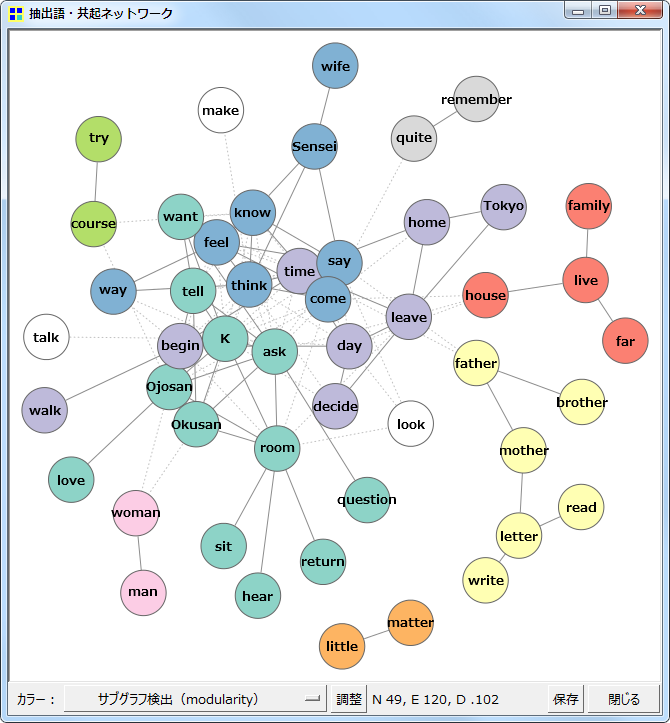 抽出語・共起ネットワーク
wife
remember
make
try
quite
Sensei
family
Tokyo
want
know
home
course
feel
say
time
live
think
way
tell
house
come
leave
far
talk
K
begin
day
ask
father
Ojosan
brother
walk
decide
Okusan
look
room
mother
love
question
read
woman
letter
sit
return
write
man
hear
matter
little
カラー： サブグラフ検出（modularity） 調整 N 49, E 120, D .102 保存 閉じる